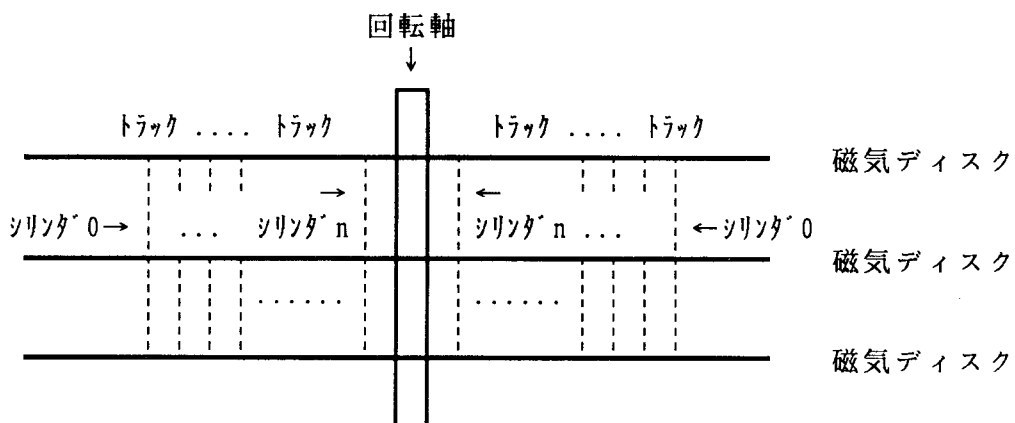 回転軸
↓
ﾄﾗｯｸ .... ﾄﾗｯｸ ﾄﾗｯｸ .... ﾄﾗｯｸ
磁気ディスク
→ ←
ｼﾘﾝﾀﾞ0→ ... ｼﾘﾝﾀﾞn ｼﾘﾝﾀﾞn ... ←ｼﾘﾝﾀﾞ0
磁気ディスク
...... ......
磁気ディスク